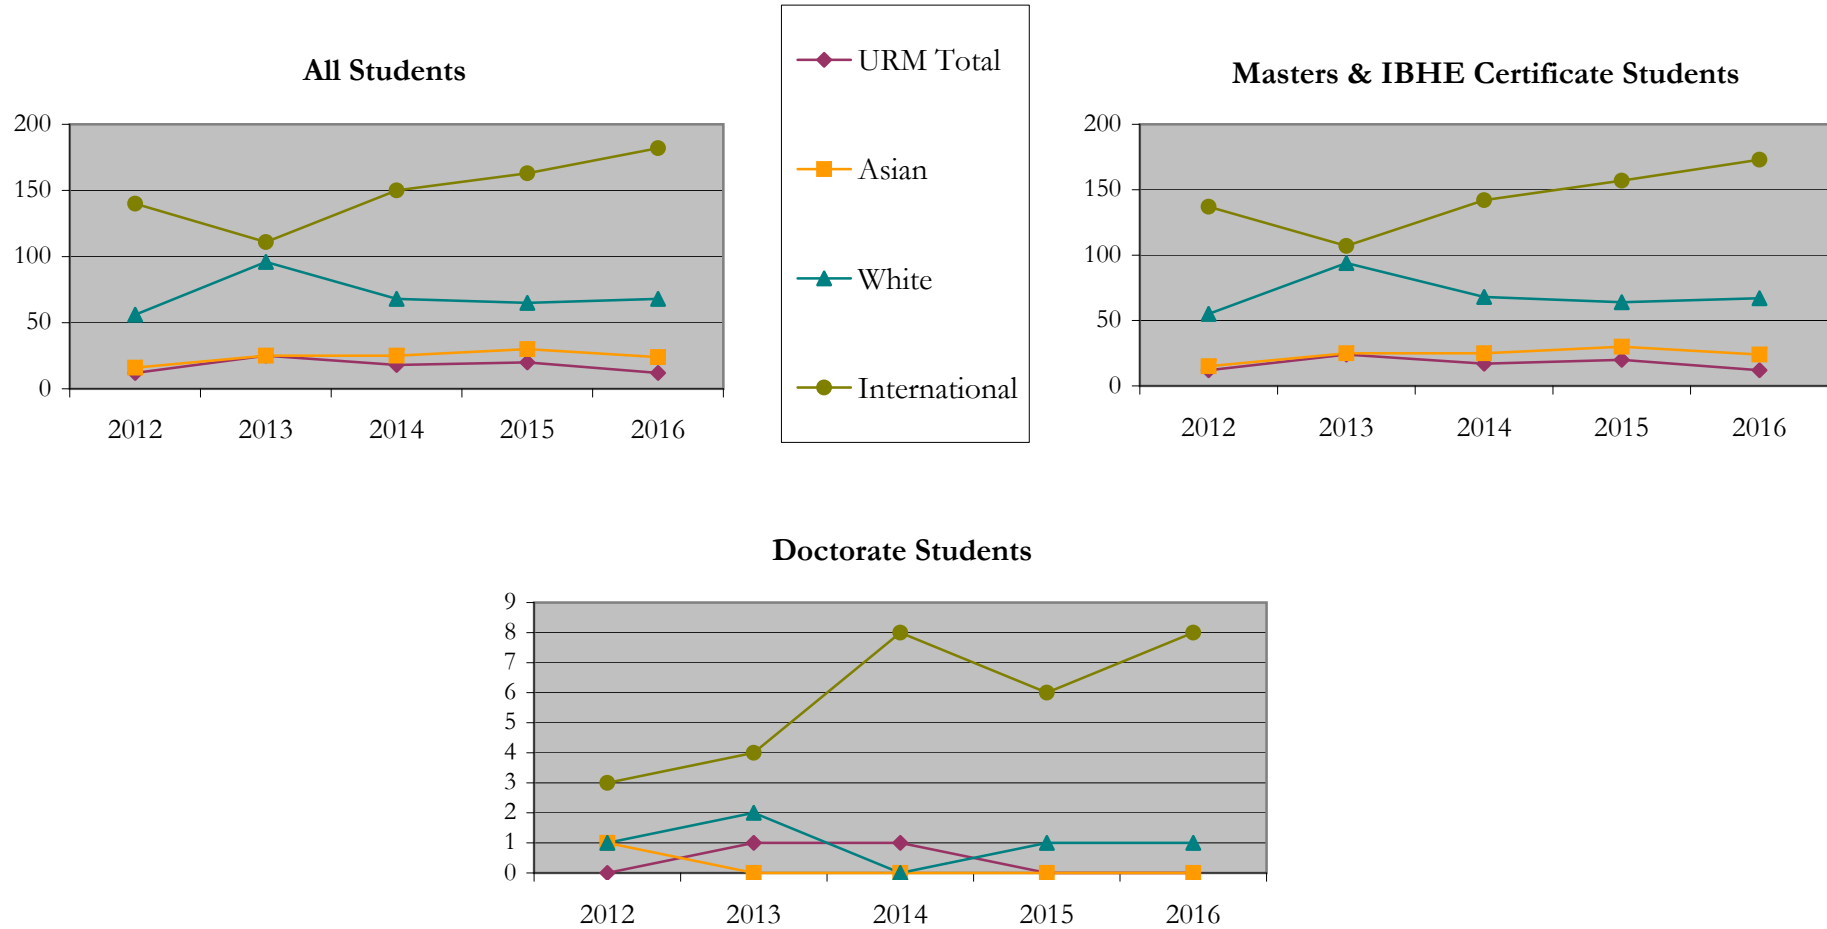 All Students
200
150
100
50
0
2012 2013 2014 2015 2016
URM Total
Asian
White
International
Masters & IBHE Certificate Students
200
150
100
50
0
2012 2013 2014 2015 2016
Doctorate Students
9
8
7
6
5
4
3
2
1
0
2012 2013 2014 2015 2016